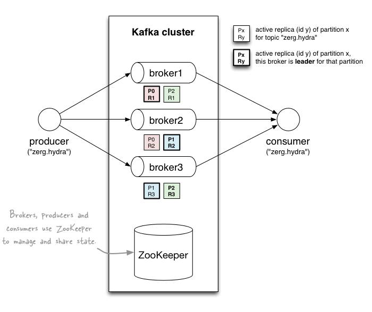 Kafka cluster
Px
Ry
active replica (id y) of partition x
for topic "zerg.hydra"
Px
Ry
active replica (id y) of partition x,
this broker is leader for that partition
broker1
P0
R1
P2
R1
broker2
P0
R2
P1
R2
broker3
P1
R3
P2
R3
producer
("zerg.hydra")
consumer
("zerg.hydra")
Brokers, producers and
consumers use ZooKeeper
to manage and share state.
ZooKeeper